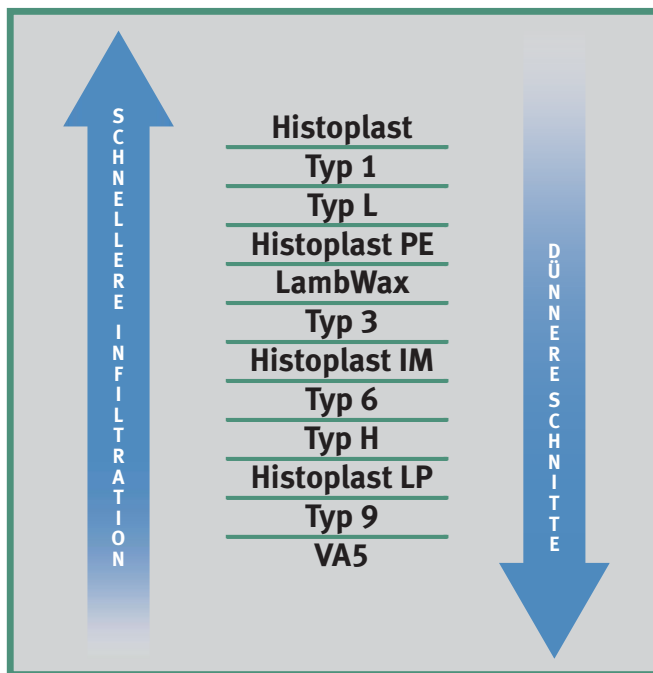 SCHNELLERE INFILTRATION
Histoplast
Typ 1
Typ L
Histoplast PE
LambWax
Typ 3
Histoplast IM
Typ 6
Typ H
Histoplast LP
Typ 9
VA5
DÜNNERE SCHNITTE